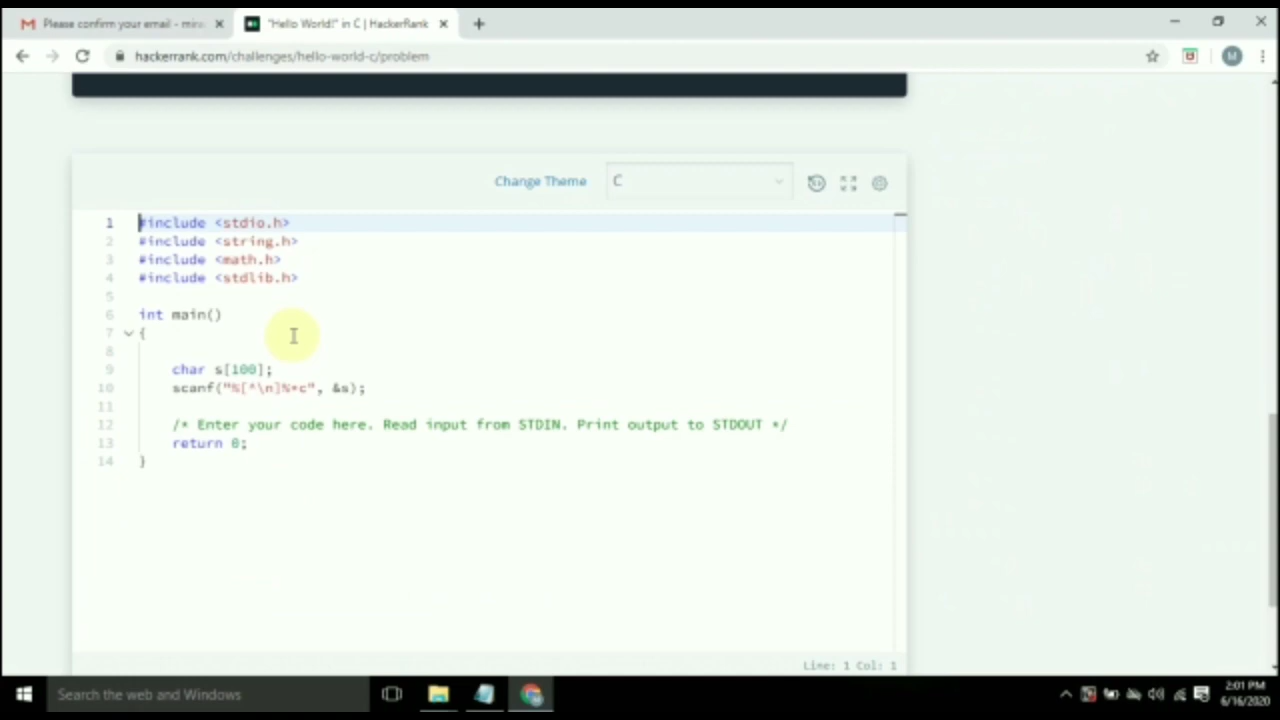 Please confirm your email - mira
"Hello World!" in C | HackerRank
hackerrank.com/challenges/hello-world-c/problem
M
Change Theme
C
1 #include <stdio.h>
2 #include <string.h>
3 #include <math.h>
4 #include <stdlib.h>
5
6 int main()
7 {
8
9 char s[100];
10 scanf("%[^\n]%*c", &s);
11
12 /* Enter your code here. Read input from STDIN. Print output to STDOUT */
13 return 0;
14 }
Line: 1 Col: 1
Search the web and Windows
2:01 PM
6/16/2020